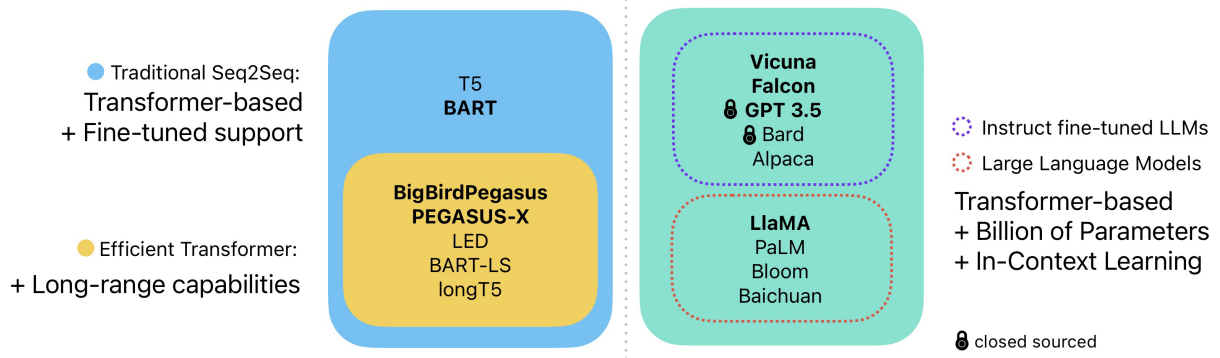 Traditional Seq2Seq:
Transformer-based
+ Fine-tuned support
Efficient Transformer:
+ Long-range capabilities
T5
BART
BigBirdPegasus
PEGASUS-X
LED
BART-LS
longT5
Vicuna
Falcon
GPT 3.5
Bard
Alpaca
LlaMA
PaLM
Bloom
Baichuan
Instruct fine-tuned LLMs
Large Language Models
Transformer-based
+ Billion of Parameters
+ In-Context Learning
closed sourced